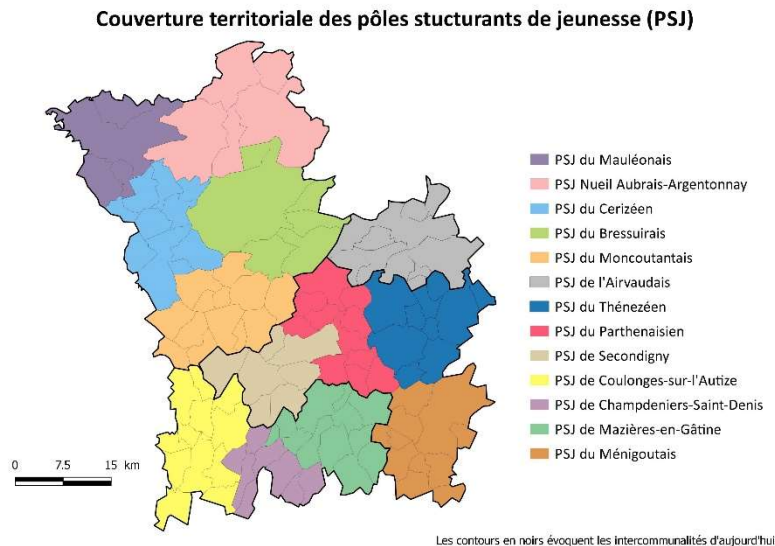 Couverture territoriale des pôles stucturants de jeunesse (PSJ)
PSJ du Mauléonais
PSJ Nueil Aubrais-Argentonnay
PSJ du Cerizéen
PSJ du Bressuirais
PSJ du Moncoutantais
PSJ de l'Airvaudais
PSJ du Thénezéen
PSJ du Parthenaisien
PSJ de Secondigny
PSJ de Coulonges-sur-l'Autize
PSJ de Champdeniers-Saint-Denis
PSJ de Mazières-en-Gâtine
PSJ du Ménigoutais
0 7.5 15 km
Les contours en noirs évoquent les intercommunalités d'aujourd'hui